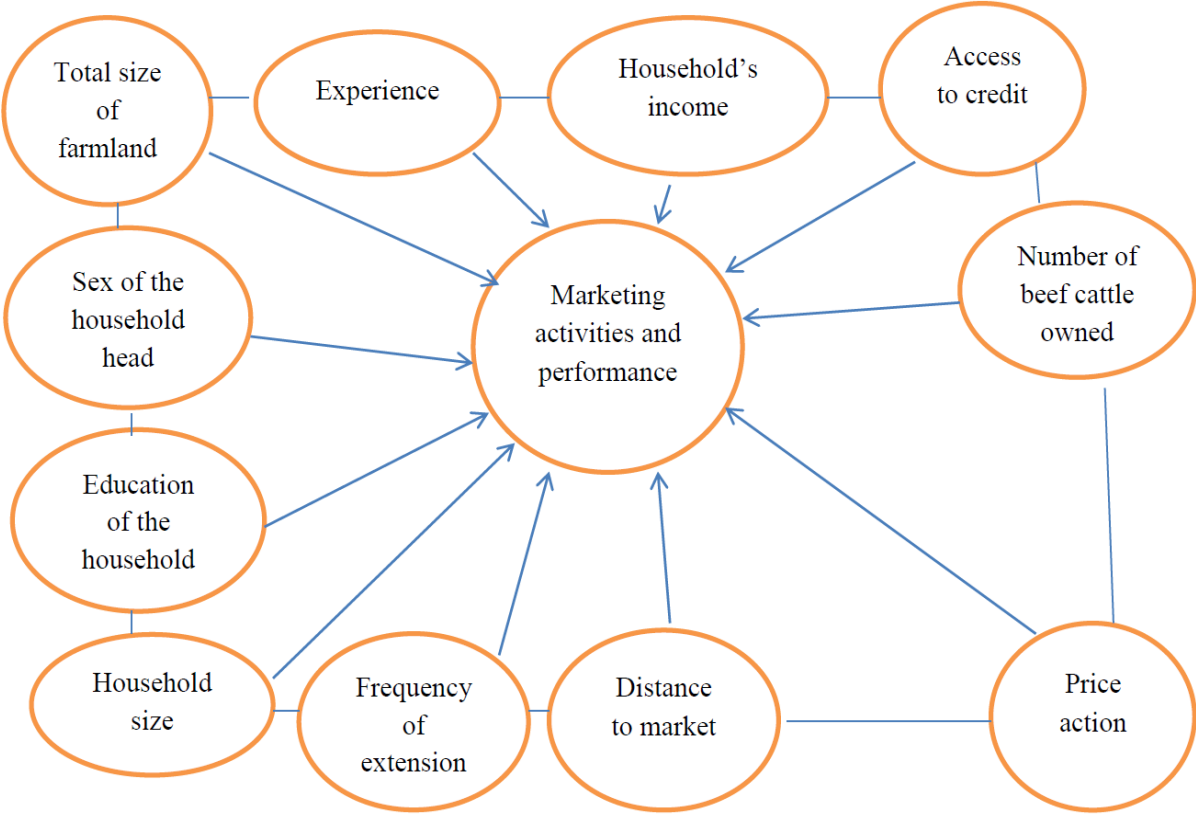 Total size
of
farmland
Experience
Household’s
income
Access
to credit
Sex of the
household
head
Marketing
activities and
performance
Number of
beef cattle
owned
Education
of the
household
Household
size
Frequency
of
extension
Distance
to market
Price
action